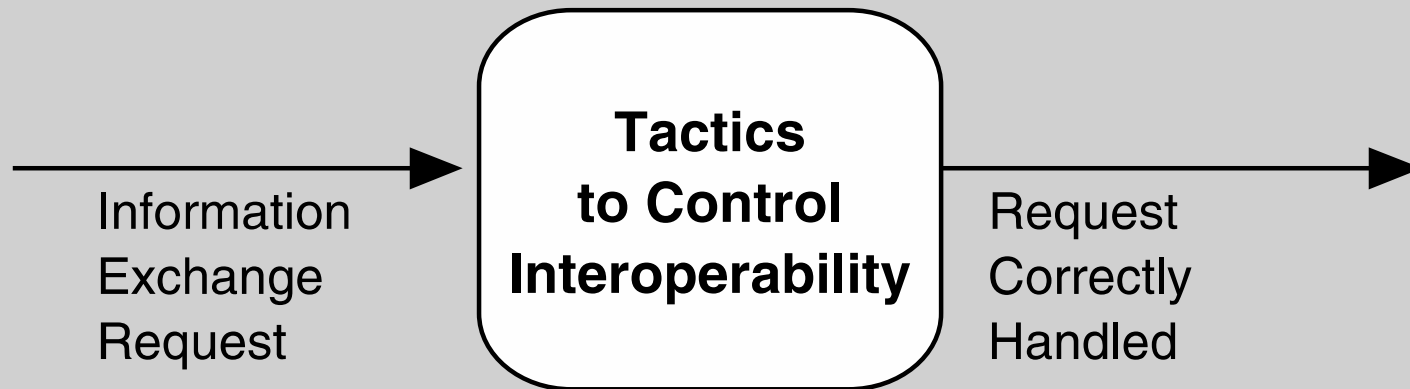 Information
Exchange
Request
Tactics
to Control
Interoperability
Request
Correctly
Handled